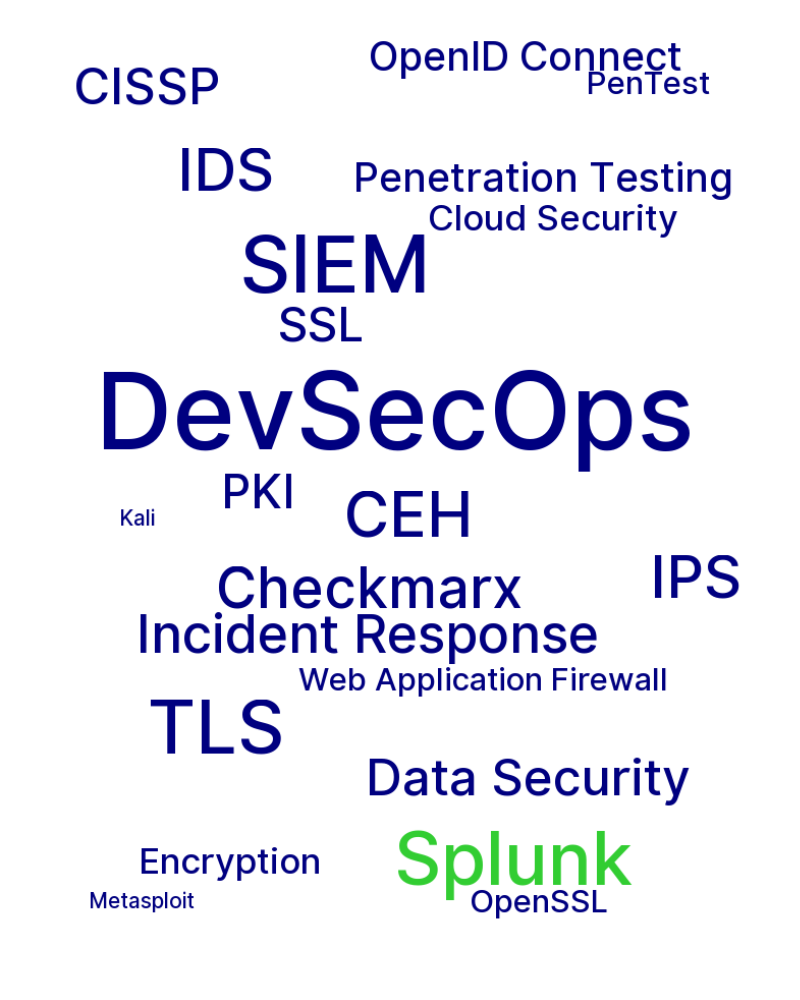 OpenID Connect
CISSP
PenTest
IDS
Penetration Testing
Cloud Security
SIEM
SSL
DevSecOps
PKI
CEH
Kali
IPS
Checkmarx
Incident Response
Web Application Firewall
TLS
Data Security
Splunk
Encryption
Metasploit
OpenSSL